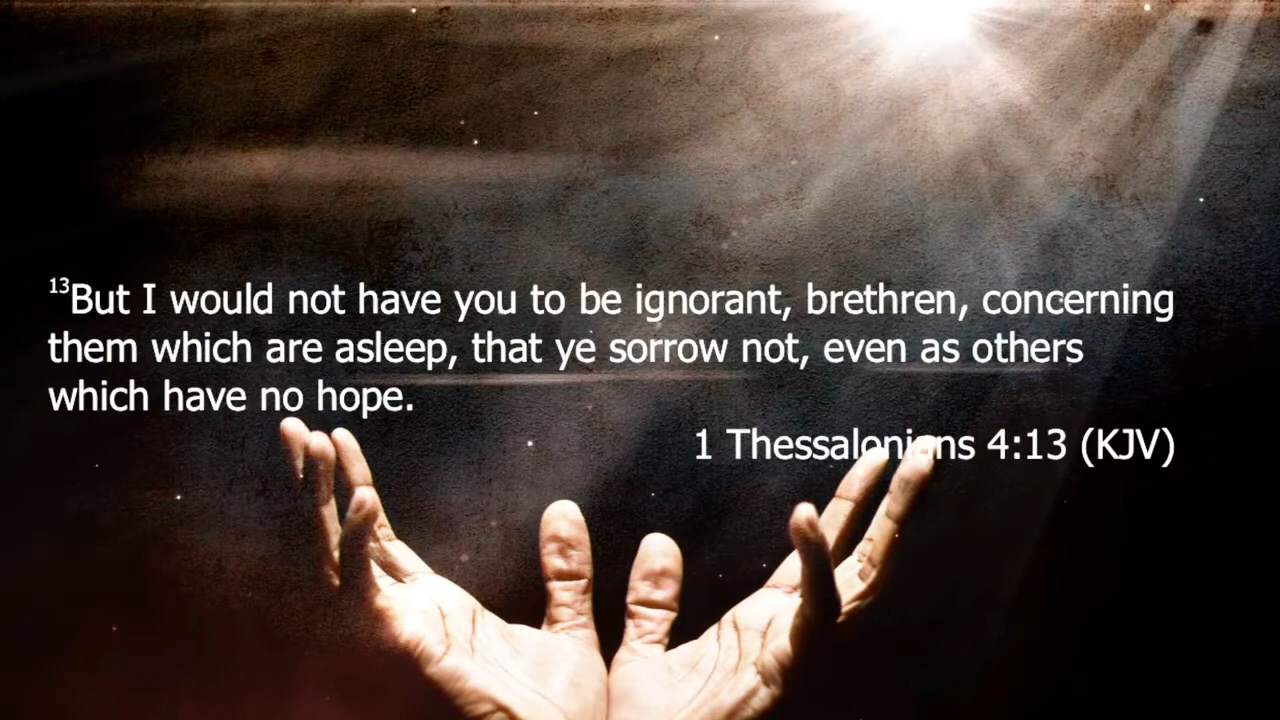 ¹³But I would not have you to be ignorant, brethren, concerning
them which are asleep, that ye sorrow not, even as others
which have no hope.
1 Thessalonians 4:13 (KJV)